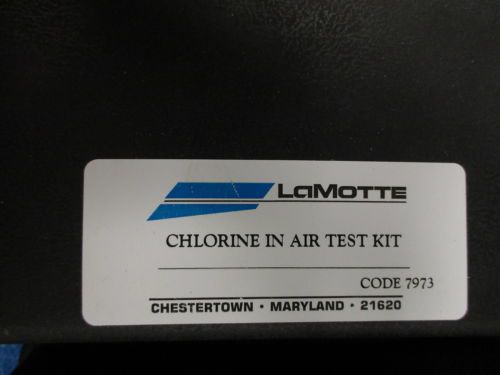 LaMOTTE
CHLORINE IN AIR TEST KIT
CODE 7973
CHESTERTOWN · MARYLAND · 21620